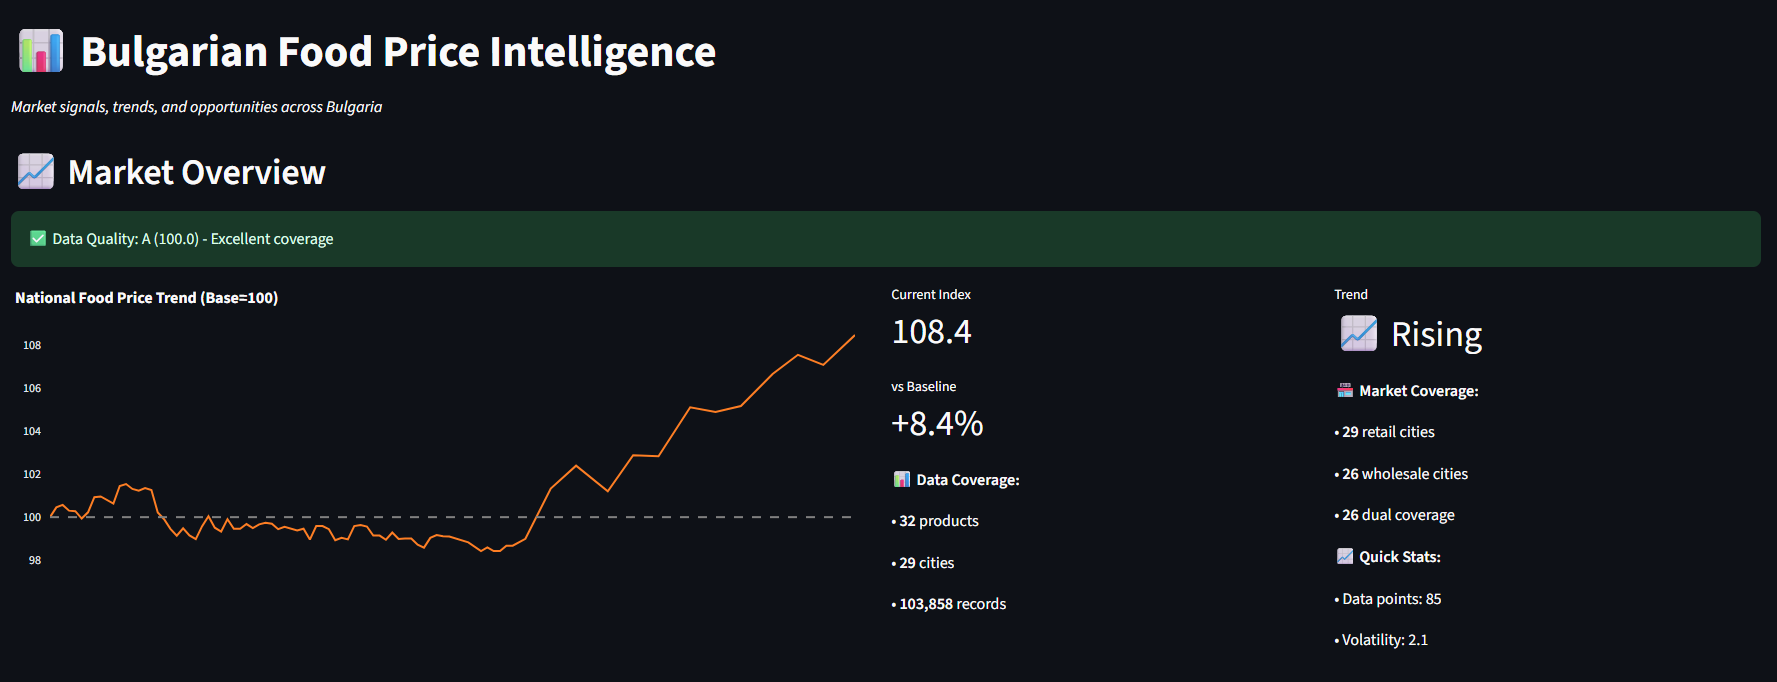 Bulgarian Food Price Intelligence
Market signals, trends, and opportunities across Bulgaria
Market Overview
Data Quality: A (100.0) - Excellent coverage
National Food Price Trend (Base=100)
108
106
104
102
100
98
Current Index
108.4
vs Baseline
+8.4%
Data Coverage:
• 32 products
• 29 cities
• 103,858 records
Trend
Rising
Market Coverage:
• 29 retail cities
• 26 wholesale cities
• 26 dual coverage
Quick Stats:
• Data points: 85
• Volatility: 2.1